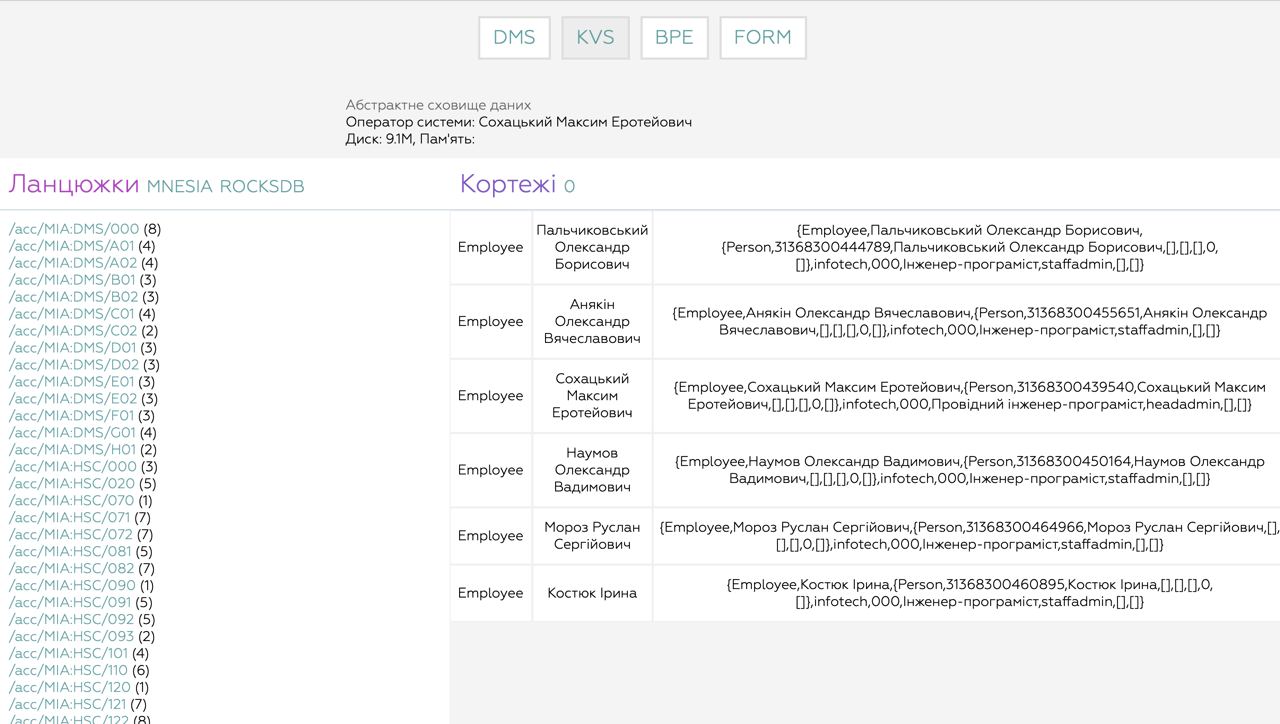 DMS KVS BPE FORM
Абстрактне сховище даних
Оператор системи: Сохацький Максим Еротейович
Диск: 9.1M, Пам'ять:
Ланцюжки MNESIA ROCKSDB
/acc/MIA:DMS/000 (8)
/acc/MIA:DMS/A01 (4)
/acc/MIA:DMS/A02 (4)
/acc/MIA:DMS/B01 (3)
/acc/MIA:DMS/B02 (3)
/acc/MIA:DMS/C01 (4)
/acc/MIA:DMS/C02 (2)
/acc/MIA:DMS/D01 (3)
/acc/MIA:DMS/D02 (3)
/acc/MIA:DMS/E01 (3)
/acc/MIA:DMS/E02 (3)
/acc/MIA:DMS/F01 (3)
/acc/MIA:DMS/G01 (4)
/acc/MIA:DMS/H01 (2)
/acc/MIA:HSC/000 (3)
/acc/MIA:HSC/020 (5)
/acc/MIA:HSC/070 (1)
/acc/MIA:HSC/071 (7)
/acc/MIA:HSC/072 (7)
/acc/MIA:HSC/081 (5)
/acc/MIA:HSC/082 (7)
/acc/MIA:HSC/090 (1)
/acc/MIA:HSC/091 (5)
/acc/MIA:HSC/092 (5)
/acc/MIA:HSC/093 (2)
/acc/MIA:HSC/101 (4)
/acc/MIA:HSC/110 (6)
/acc/MIA:HSC/120 (1)
/acc/MIA:HSC/121 (7)
/acc/MIA:HSC/122 (8)
Кортежі 0
Employee
Пальчиковський
Олександр
Борисович
{Employee,Пальчиковський Олександр Борисович,
{Person,31368300444789,Пальчиковський Олександр Борисович,[],[],[],0,
[]},infotech,000,Інженер-програміст,staffadmin,[],[]}
Employee
Анякін
Олександр
Вячеславович
{Employee,Анякін Олександр Вячеславович,{Person,31368300455651,Анякін Олександр
Вячеславович,[],[],[],0,[]},infotech,000,Інженер-програміст,staffadmin,[],[]}
Employee
Сохацький
Максим
Еротейович
{Employee,Сохацький Максим Еротейович,{Person,31368300439540,Сохацький Максим
Еротейович,[],[],[],0,[]},infotech,000,Провідний інженер-програміст,headadmin,[],[]}
Employee
Наумов
Олександр
Вадимович
{Employee,Наумов Олександр Вадимович,{Person,31368300450164,Наумов Олександр
Вадимович,[],[],[],0,[]},infotech,000,Інженер-програміст,staffadmin,[],[]}
Employee
Мороз Руслан
Сергійович
{Employee,Мороз Руслан Сергійович,{Person,31368300464966,Мороз Руслан Сергійович,[],
[],[],0,[]},infotech,000,Інженер-програміст,staffadmin,[],[]}
Employee
Костюк Ірина
{Employee,Костюк Ірина,{Person,31368300460895,Костюк Ірина,[],[],[],0,
[]},infotech,000,Інженер-програміст,staffadmin,[],[]}